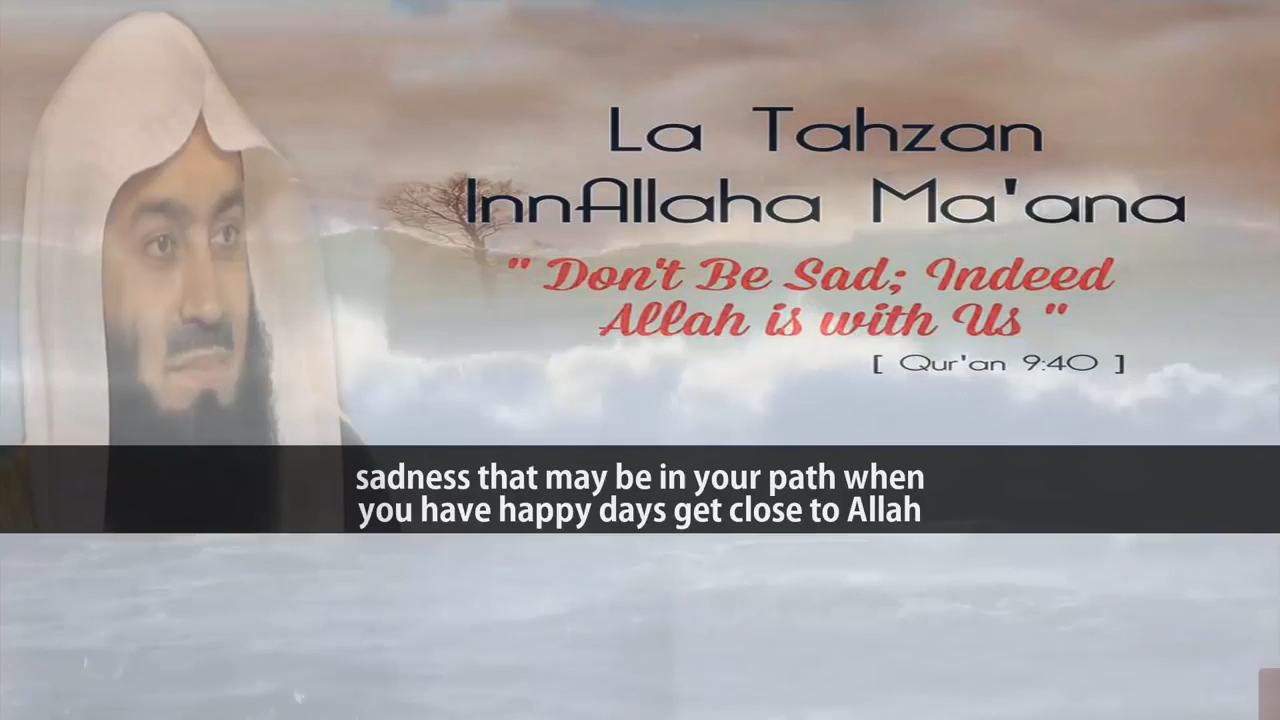 La Tahzan
InnAllaha Ma'ana
" Don't Be Sad; Indeed
Allah is with Us "
[ Qur'an 9:40 ]
sadness that may be in your path when
you have happy days get close to Allah